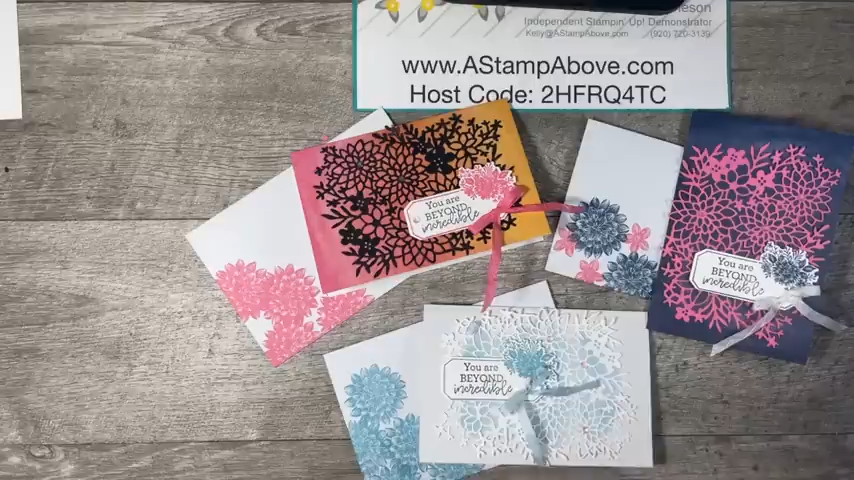 eson
Independent Stampin' Up! Demonstrator
Kelly@AStampAbove.com (920) 720-3139
www.AStampAbove.com
Host Code: 2HFRQ4TC
You are
BEYOND
incredible
You are
BEYOND
incredible
You are
BEYOND
incredible